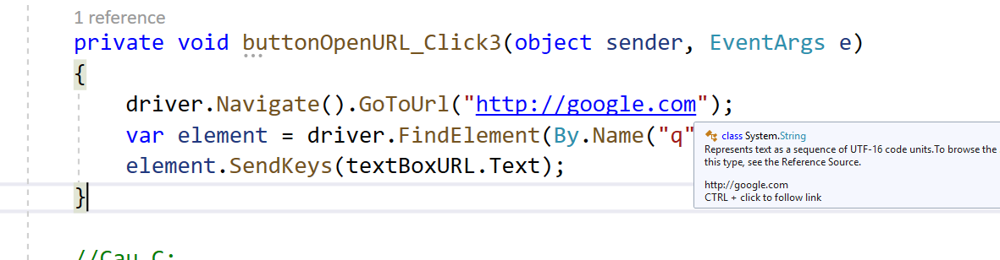 1 reference
private void buttonOpenURL_Click3(object sender, EventArgs e)
{
driver.Navigate().GoToUrl("http://google.com");
var element = driver.FindElement(By.Name("q"
element.SendKeys(textBoxURL.Text);
}
class System.String
Represents text as a sequence of UTF-16 code units.To browse the
this type, see the Reference Source.
http://google.com
CTRL + click to follow link
//Cau C: